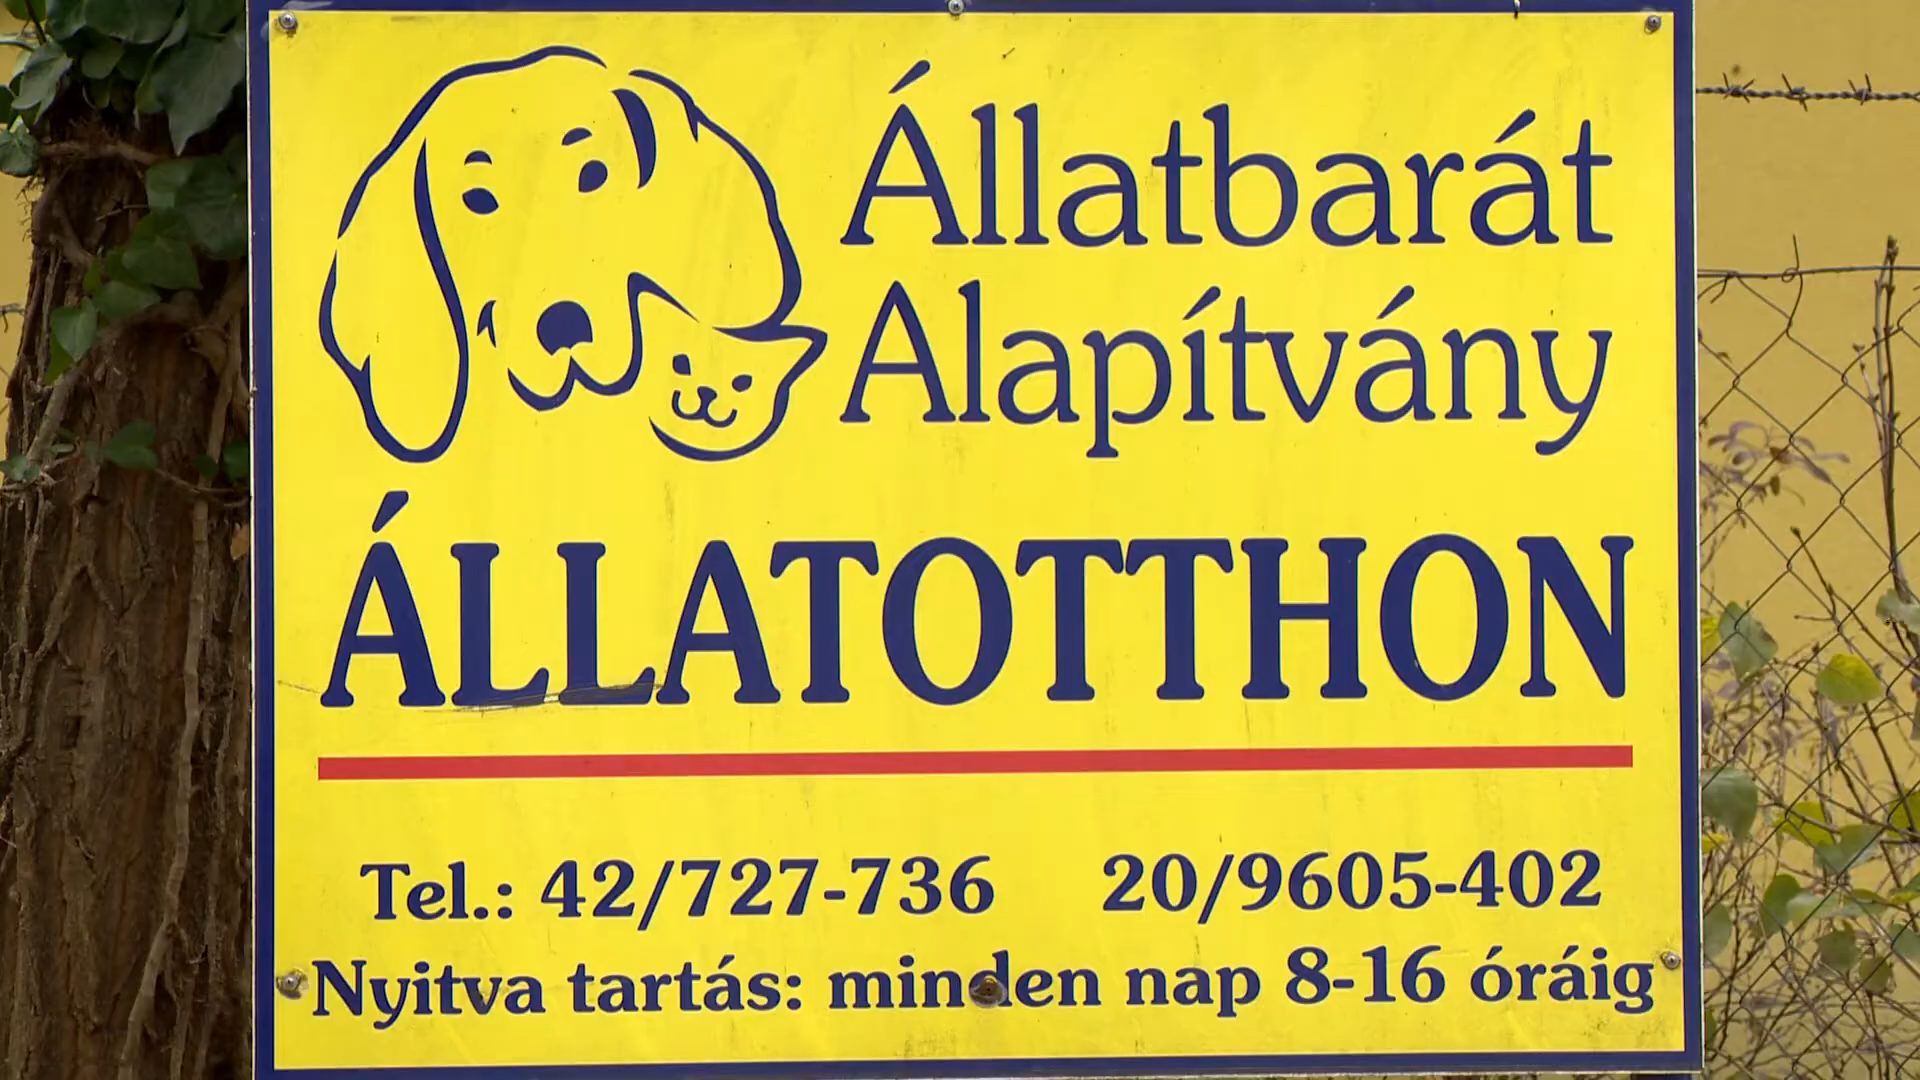 Állatbarát
Alapítvány
ÁLLATOTTHON
Tel.: 42/727-736 20/9605-402
Nyitva tartás: minden nap 8-16 óráig